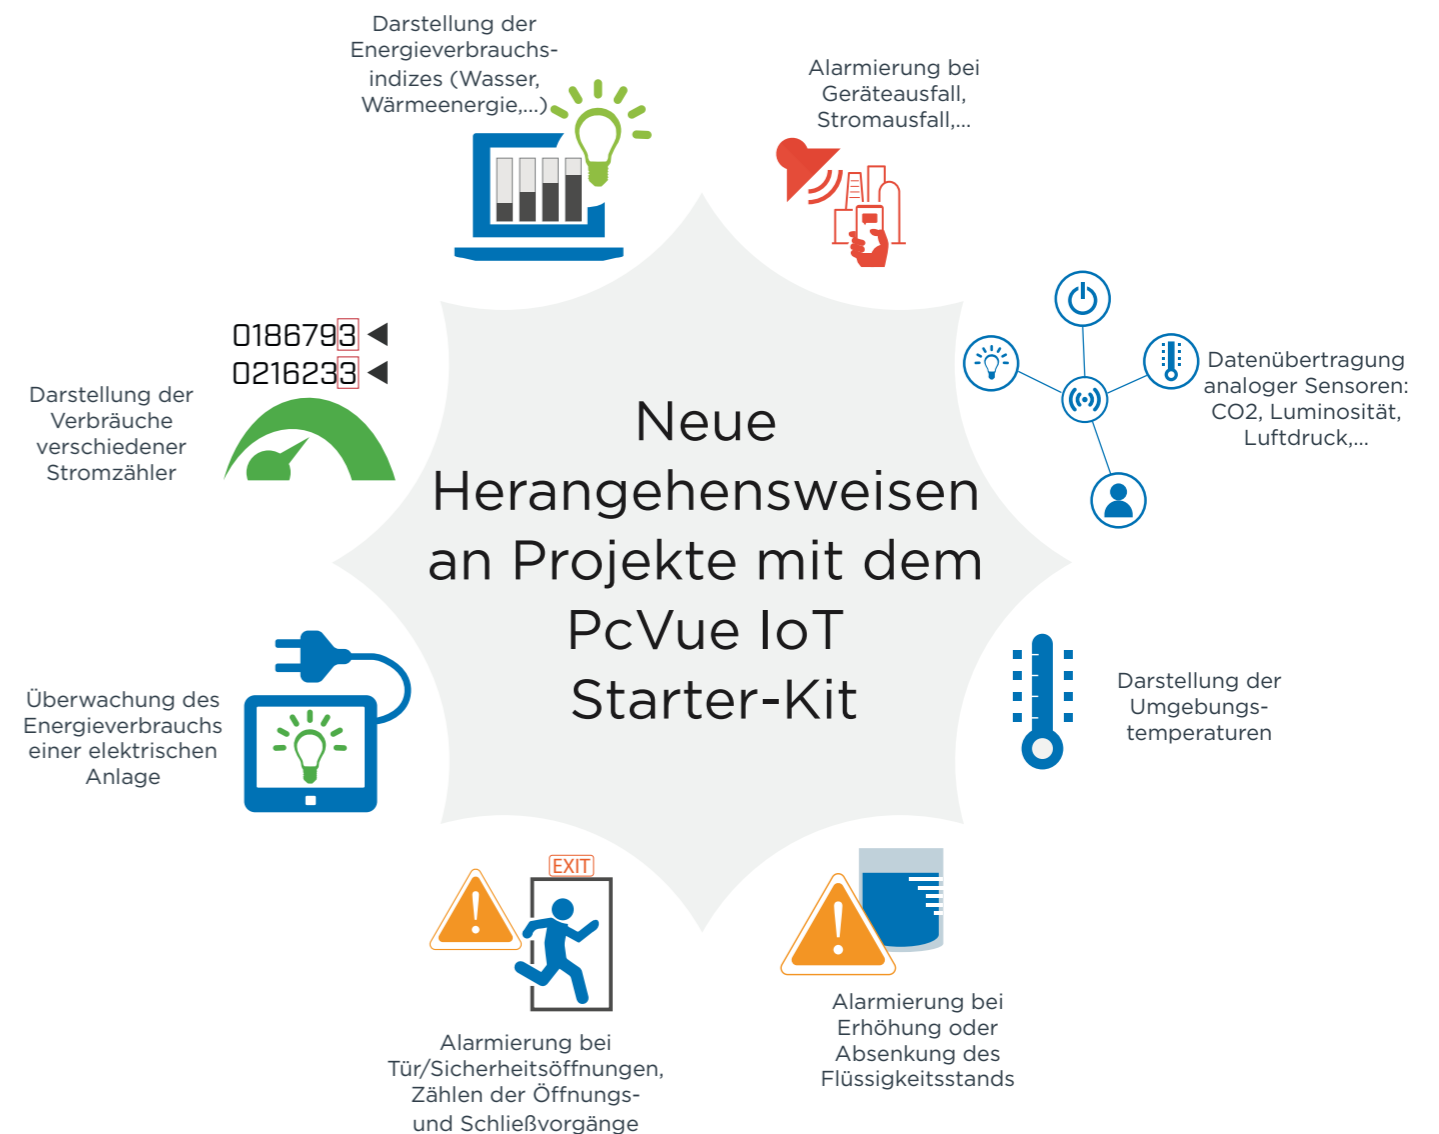 Darstellung der
Energieverbrauchs-
indizes (Wasser,
Wärmeenergie,...)
Alarmierung bei
Geräteausfall,
Stromausfall,...
0186793
0216233
Darstellung der
Verbräuche
verschiedener
Stromzähler
Datenübertragung
analoger Sensoren:
CO2, Luminosität,
Luftdruck,...
Neue
Herangehensweisen
an Projekte mit dem
PcVue IoT
Starter-Kit
Überwachung des
Energieverbrauchs
einer elektrischen
Anlage
Darstellung der
Umgebungs-
temperaturen
EXIT
Alarmierung bei
Tür/Sicherheitsöffnungen,
Zählen der Öffnungs-
und Schließvorgänge
Alarmierung bei
Erhöhung oder
Absenkung des
Flüssigkeitsstands